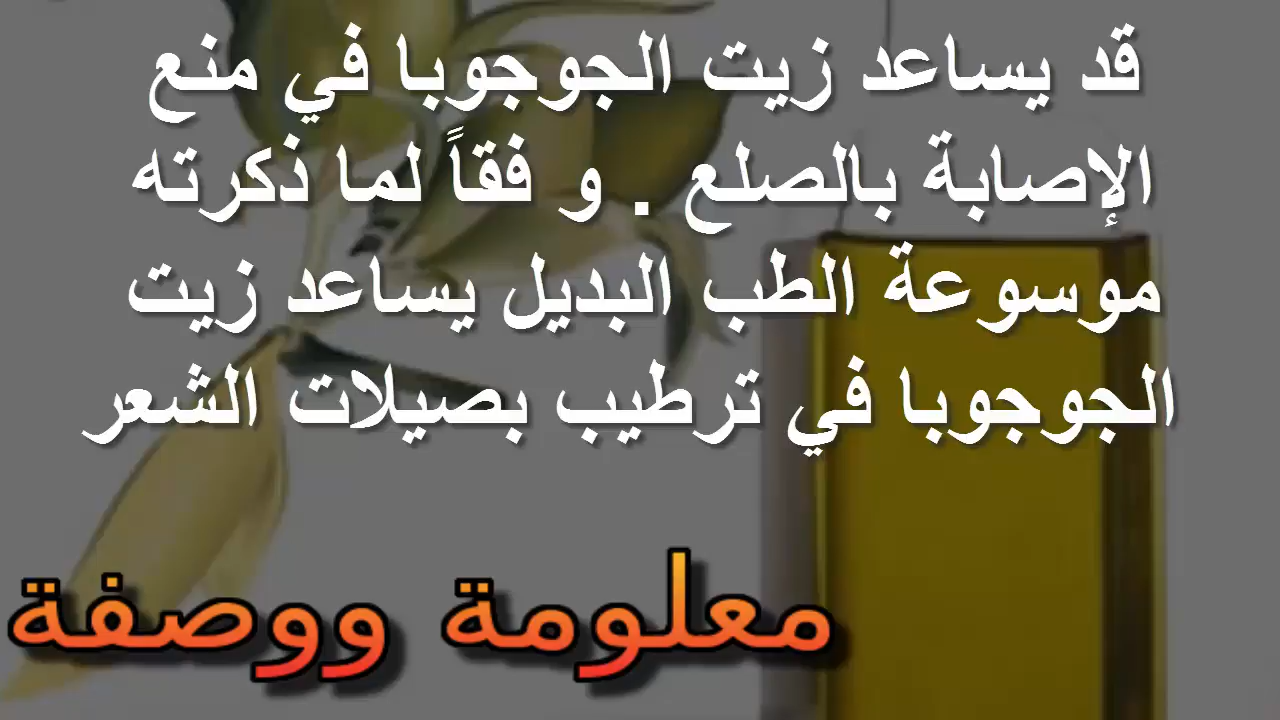 قد يساعد زيت الجوجوبا في منع
الإصابة بالصلع . و فقاً لما ذكرته
موسوعة الطب البديل يساعد زيت
الجوجوبا في ترطيب بصيلات الشعر
معلومة ووصفة